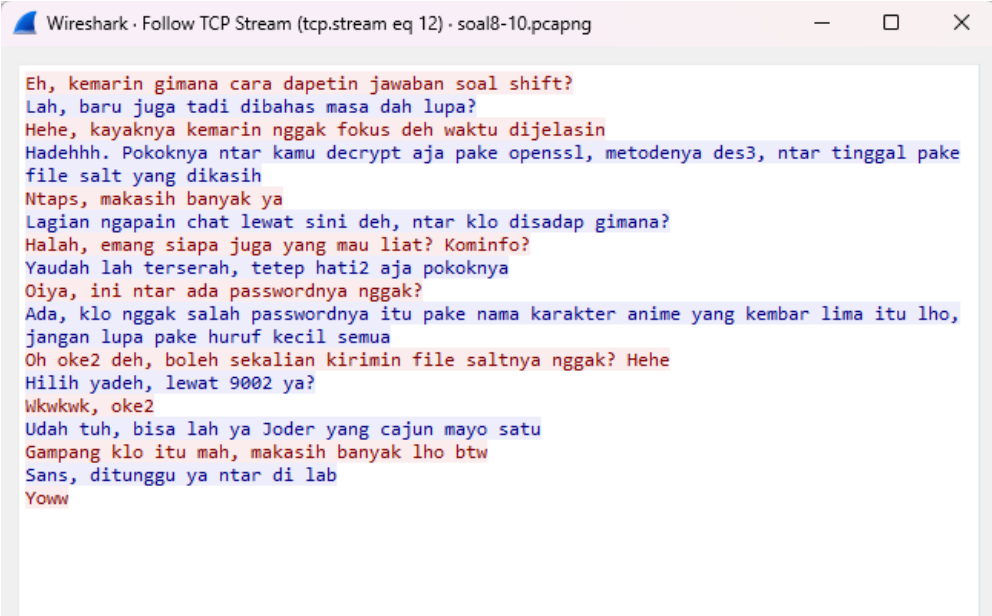 Wireshark · Follow TCP Stream (tcp.stream eq 12) · soal8-10.pcapng
Eh, kemarin gimana cara dapetin jawaban soal shift?
Lah, baru juga tadi dibahas masa dah lupa?
Hehe, kayaknya kemarin nggak fokus deh waktu dijelasin
Hadehhh. Pokoknya ntar kamu decrypt aja pake openssl, metodenya des3, ntar tinggal pake
file salt yang dikasih
Ntaps, makasih banyak ya
Lagian ngapain chat lewat sini deh, ntar klo disadap gimana?
Halah, emang siapa juga yang mau liat? Kominfo?
Yaudah lah terserah, tetep hati2 aja pokoknya
Oiya, ini ntar ada passwordnya nggak?
Ada, klo nggak salah passwordnya itu pake nama karakter anime yang kembar lima itu lho,
jangan lupa pake huruf kecil semua
Oh oke2 deh, boleh sekalian kirimin file saltnya nggak? Hehe
Hilih yadeh, lewat 9002 ya?
Wkwkwk, oke2
Udah tuh, bisa lah ya Joder yang cajun mayo satu
Gampang klo itu mah, makasih banyak lho btw
Sans, ditunggu ya ntar di lab
Yoww